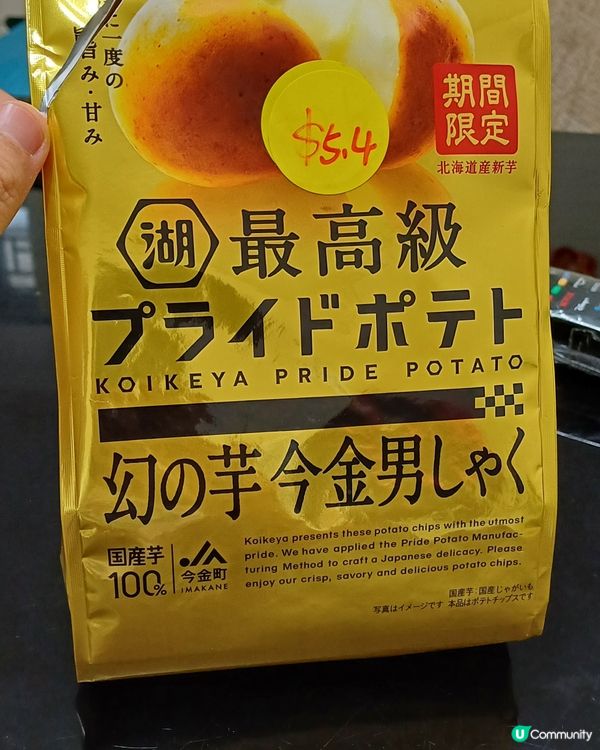 に一度の
旨み・甘み
$5.4
期間
限定
北海道産新芋
湖
最高級
プライドポテト
KOIKEYA PRIDE POTATO
幻の芋 今金男しゃく
国産芋
100%
JA
今金町
IMAKANE
Koikeya presents these potato chips with the utmost
pride. We have applied the Pride Potato Manufac-
turing Method to craft a Japanese delicacy. Please
enjoy our crisp, savory and delicious potato chips.
国産芋:国産じゃがいも
写真はイメージです 本品はポテトチップスです
U Community